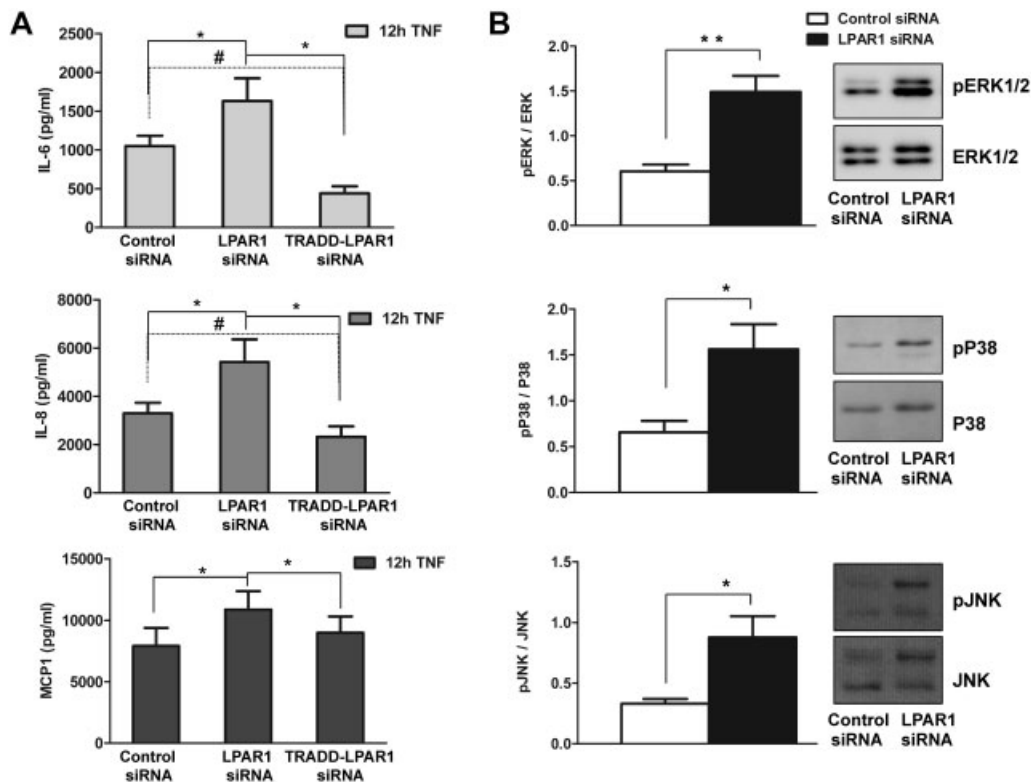 A
12h TNF
* *
#
2500
2000
1500
1000
500
0
IL-6 (pg/ml)
Control siRNA
LPAR1 siRNA
TRADD-LPAR1 siRNA
12h TNF
* *
#
8000
6000
4000
2000
0
IL-8 (pg/ml)
Control siRNA
LPAR1 siRNA
TRADD-LPAR1 siRNA
12h TNF
* *
15000
10000
5000
0
MCP1 (pg/ml)
Control siRNA
LPAR1 siRNA
TRADD-LPAR1 siRNA
B
Control siRNA
LPAR1 siRNA
* *
2.0
1.5
1.0
0.5
0.0
pERK / ERK
pERK1/2
ERK1/2
Control siRNA
LPAR1 siRNA
*
2.0
1.5
1.0
0.5
0.0
pP38 / P38
pP38
P38
Control siRNA
LPAR1 siRNA
*
1.5
1.0
0.5
0.0
pJNK / JNK
pJNK
JNK
Control siRNA
LPAR1 siRNA